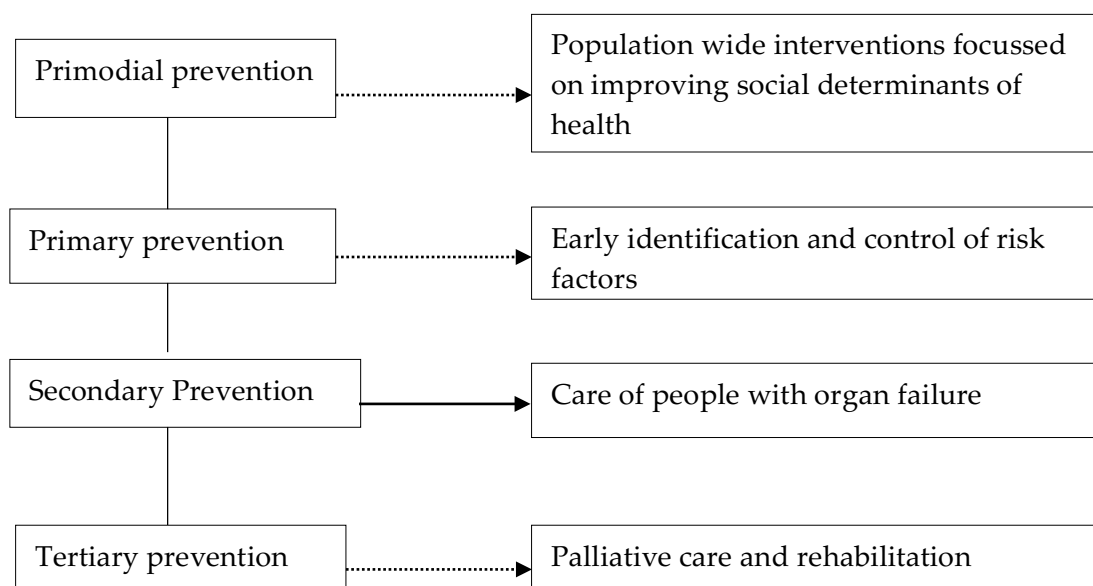 Primodial prevention
Population wide interventions focussed
on improving social determinants of
health
Primary prevention
Early identification and control of risk
factors
Secondary Prevention
Care of people with organ failure
Tertiary prevention
Palliative care and rehabilitation